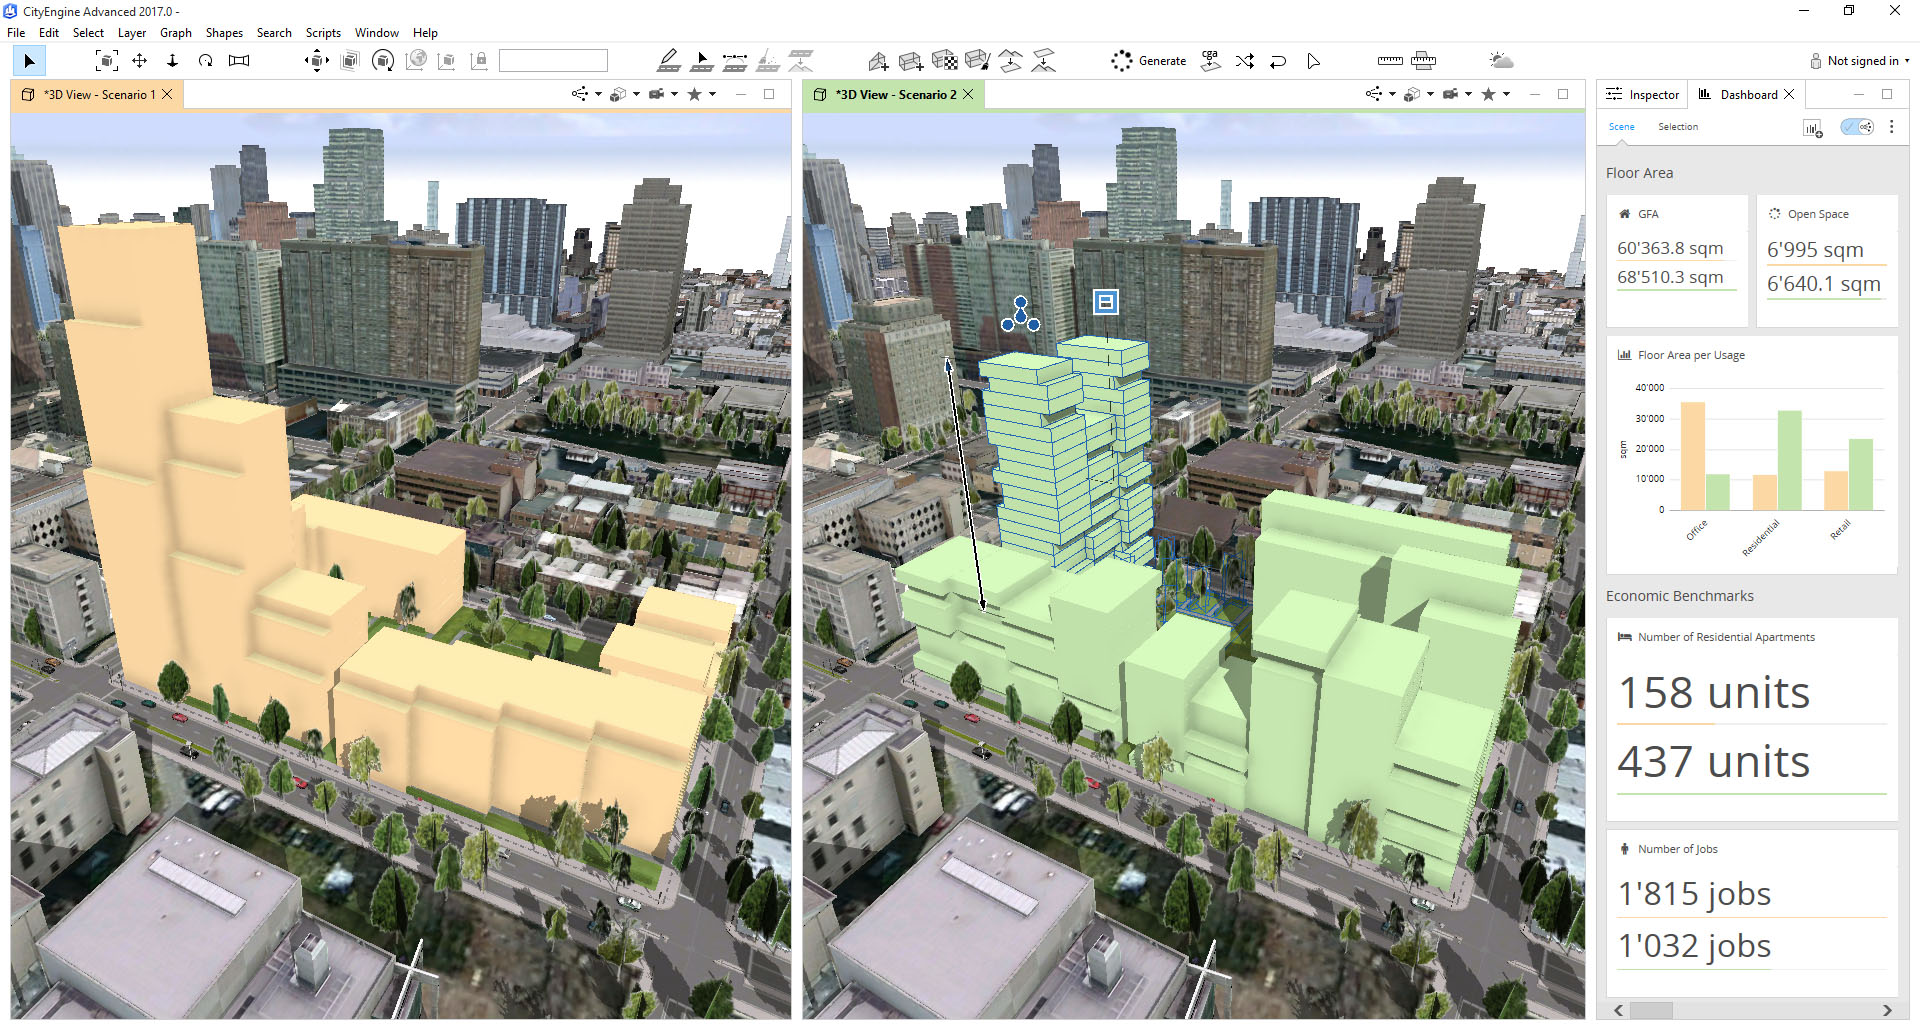 CityEngine Advanced 2017.0 -
File Edit Select Layer Graph Shapes Search Scripts Window Help
cga
Generate
Not signed in
*3D View - Scenario 1
*3D View - Scenario 2
Inspector
Dashboard
Scene
Selection
Floor Area
GFA
60'363.8 sqm
68'510.3 sqm
Open Space
6'995 sqm
6'640.1 sqm
Floor Area per Usage
40'000
30'000
20'000
10'000
0
sqm
Office
Residential
Retail
Economic Benchmarks
Number of Residential Apartments
158 units
437 units
Number of Jobs
1'815 jobs
1'032 jobs